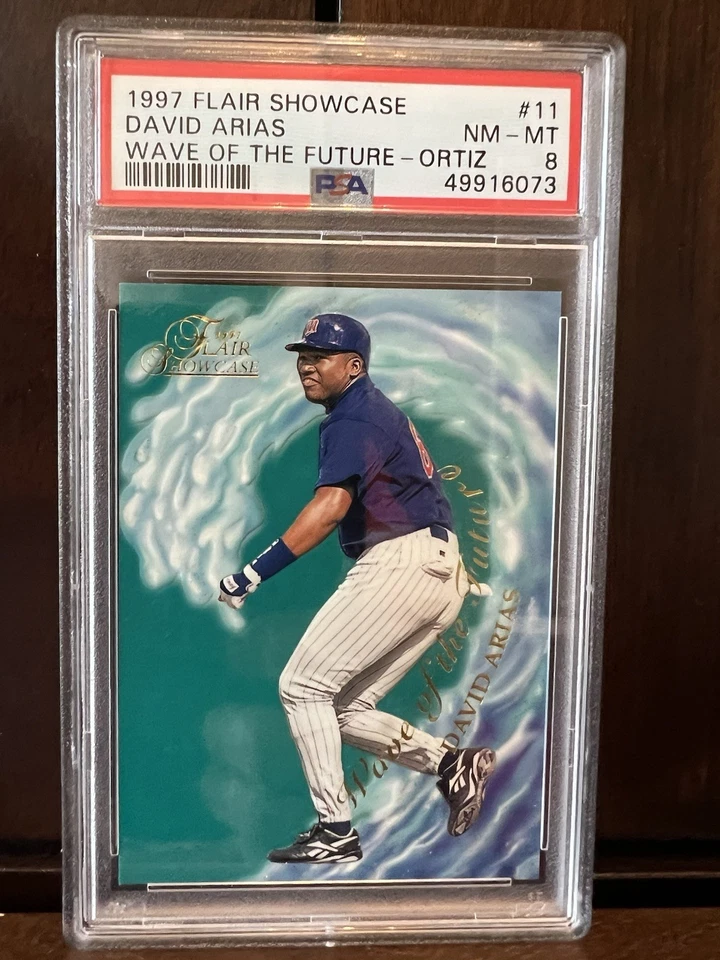 1997 FLAIR SHOWCASE #11
DAVID ARIAS NM - MT
WAVE OF THE FUTURE - ORTIZ 8
PSA 49916073
1997
FLAIR
SHOWCASE
M
Wave of the Future
DAVID ARIAS